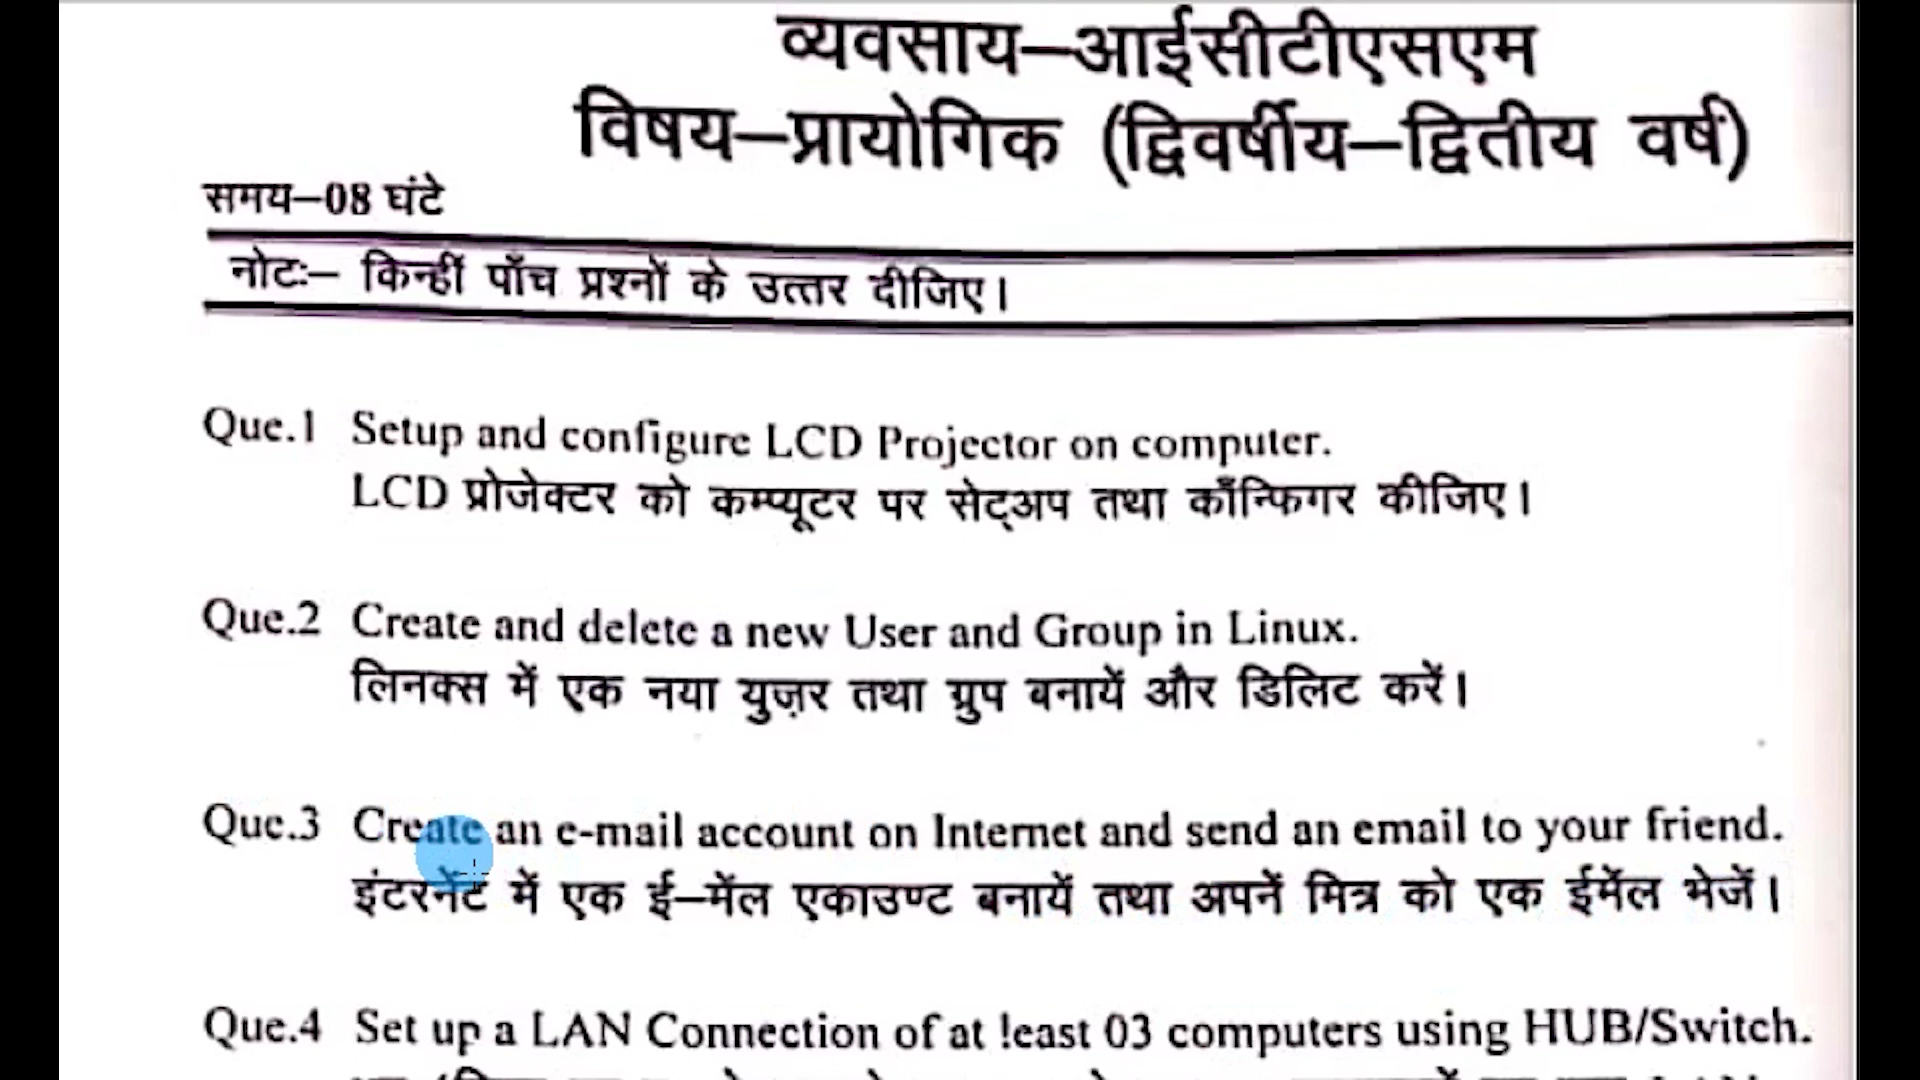 व्यवसाय–आईसीटीएसएम
विषय–प्रायोगिक (द्विवर्षीय–द्वितीय वर्ष)
समय–08 घंटे
नोटः– किन्हीं पाँच प्रश्नों के उत्तर दीजिए।
Que.1 Setup and configure LCD Projector on computer.
LCD प्रोजेक्टर को कम्प्यूटर पर सेट्अप तथा कॉन्फिगर कीजिए।
Que.2 Create and delete a new User and Group in Linux.
लिनक्स में एक नया युज़र तथा ग्रुप बनायें और डिलिट करें।
Que.3 Create an e-mail account on Internet and send an email to your friend.
इंटरनेंट में एक ई–मेंल एकाउण्ट बनायें तथा अपनें मित्र को एक ईमेंल भेजें।
Que.4 Set up a LAN Connection of at least 03 computers using HUB/Switch.